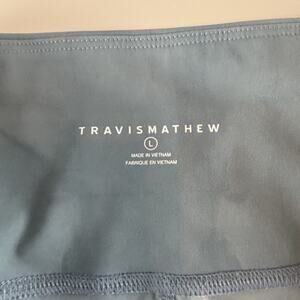 TRAVISMATHEW
L
MADE IN VIETNAM
FABRIQUE EN VIETNAM